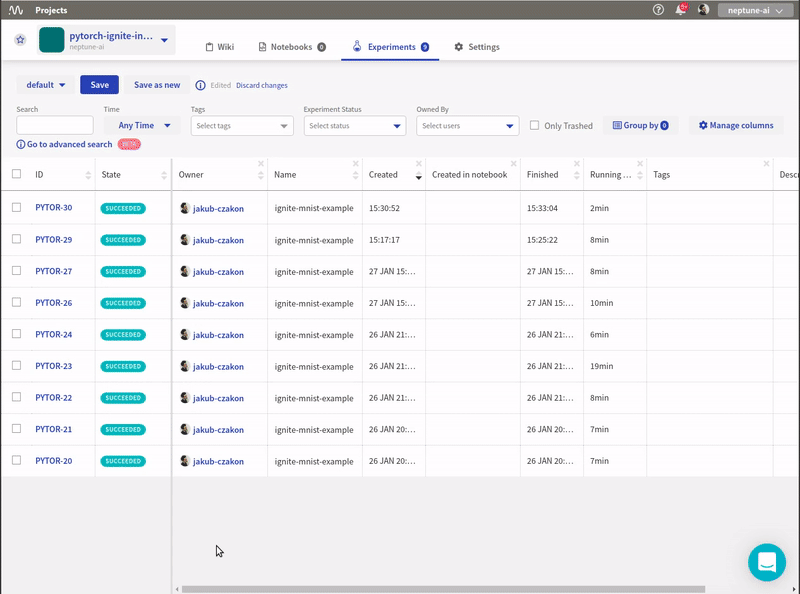 Projects
neptune-ai
pytorch-ignite-in...
neptune-ai
Wiki
Notebooks 0
Experiments 9
Settings
default
Save
Save as new
Edited
Discard changes
Search
Time
Tags
Experiment Status
Owned By
Any Time
Select tags
Select status
Select users
Only Trashed
Group by 0
Manage columns
Go to advanced search
ID State Owner Name Created Created in notebook Finished Running ... Tags Descr
PYTOR-30 SUCCEEDED jakub-czakon ignite-mnist-example 15:30:52 15:33:04 2min
PYTOR-29 SUCCEEDED jakub-czakon ignite-mnist-example 15:17:17 15:25:22 8min
PYTOR-27 SUCCEEDED jakub-czakon ignite-mnist-example 27 JAN 15:... 27 JAN 15:... 8min
PYTOR-26 SUCCEEDED jakub-czakon ignite-mnist-example 27 JAN 15:... 27 JAN 15:... 10min
PYTOR-24 SUCCEEDED jakub-czakon ignite-mnist-example 26 JAN 21:... 26 JAN 21:... 6min
PYTOR-23 SUCCEEDED jakub-czakon ignite-mnist-example 26 JAN 21:... 26 JAN 21:... 19min
PYTOR-22 SUCCEEDED jakub-czakon ignite-mnist-example 26 JAN 21:... 26 JAN 21:... 8min
PYTOR-21 SUCCEEDED jakub-czakon ignite-mnist-example 26 JAN 20:... 26 JAN 20:... 7min
PYTOR-20 SUCCEEDED jakub-czakon ignite-mnist-example 26 JAN 20:... 26 JAN 20:... 7min